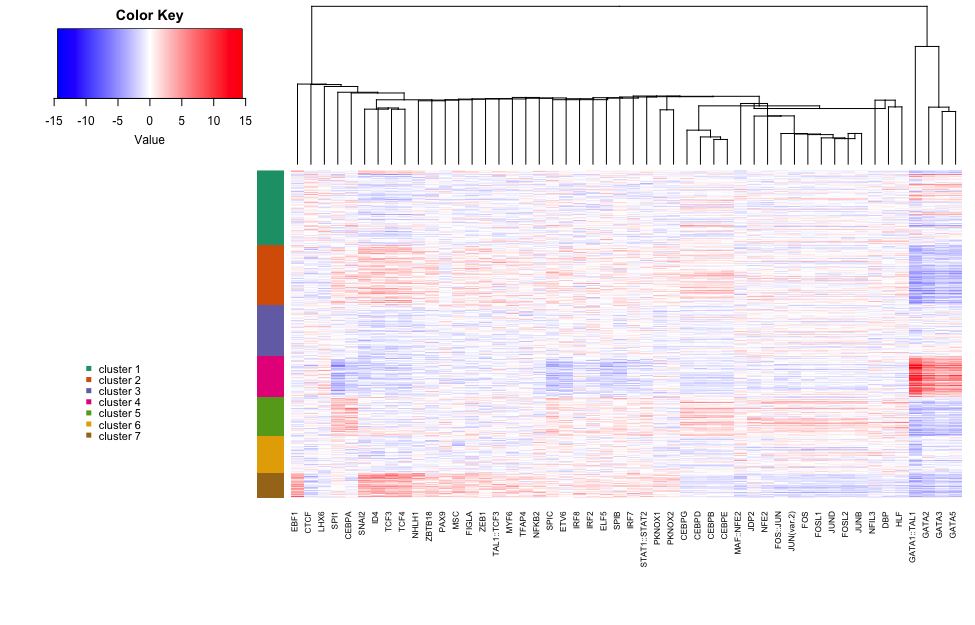 Color Key
-15 -10 -5 0 5 10 15
Value
cluster 1
cluster 2
cluster 3
cluster 4
cluster 5
cluster 6
cluster 7
EBF1
CTCF
LHX6
SPI1
CEBPA
SNAI2
ID4
TCF3
TCF4
NHLH1
ZBTB18
PAX9
MSC
FIGLA
ZEB1
TAL1::TCF3
MYF6
TFAP4
NFKB2
SPIC
ETV6
IRF8
IRF2
ELF5
SPIB
IRF7
STAT1::STAT2
PKNOX1
PKNOX2
CEBPG
CEBPD
CEBPB
CEBPE
MAF::NFE2
JDP2
NFE2
FOS::JUN
JUN(var.2)
FOS
FOSL1
JUND
FOSL2
JUNB
NFIL3
DBP
HLF
GATA1::TAL1
GATA2
GATA3
GATA5